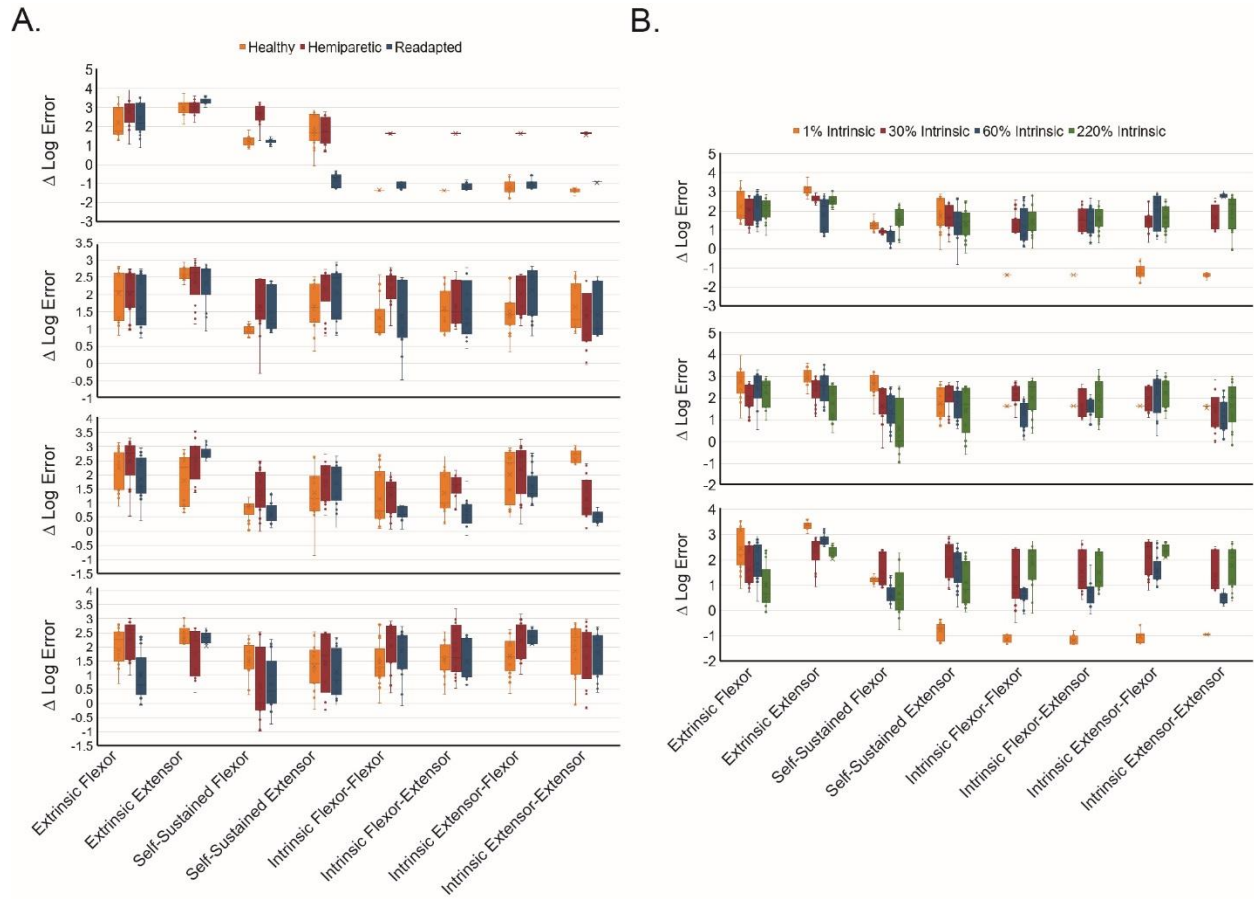 A.
Healthy Hemiparetic Readapted
Δ Log Error
5
4
3
2
1
0
-1
-2
-3
Δ Log Error
3.5
3
2.5
2
1.5
1
0.5
0
-0.5
-1
Δ Log Error
4
3.5
3
2.5
2
1.5
1
0.5
0
-0.5
-1
-1.5
Δ Log Error
4
3.5
3
2.5
2
1.5
1
0.5
0
-0.5
-1
-1.5
Extrinsic Flexor
Extrinsic Extensor
Self-Sustained Flexor
Self-Sustained Extensor
Intrinsic Flexor-Flexor
Intrinsic Flexor-Extensor
Intrinsic Extensor-Flexor
Intrinsic Extensor-Extensor
B.
1% Intrinsic 30% Intrinsic 60% Intrinsic 220% Intrinsic
Δ Log Error
5
4
3
2
1
0
-1
-2
-3
Δ Log Error
5
4
3
2
1
0
-1
-2
Δ Log Error
4
3
2
1
0
-1
-2
Extrinsic Flexor
Extrinsic Extensor
Self-Sustained Flexor
Self-Sustained Extensor
Intrinsic Flexor-Flexor
Intrinsic Flexor-Extensor
Intrinsic Extensor-Flexor
Intrinsic Extensor-Extensor